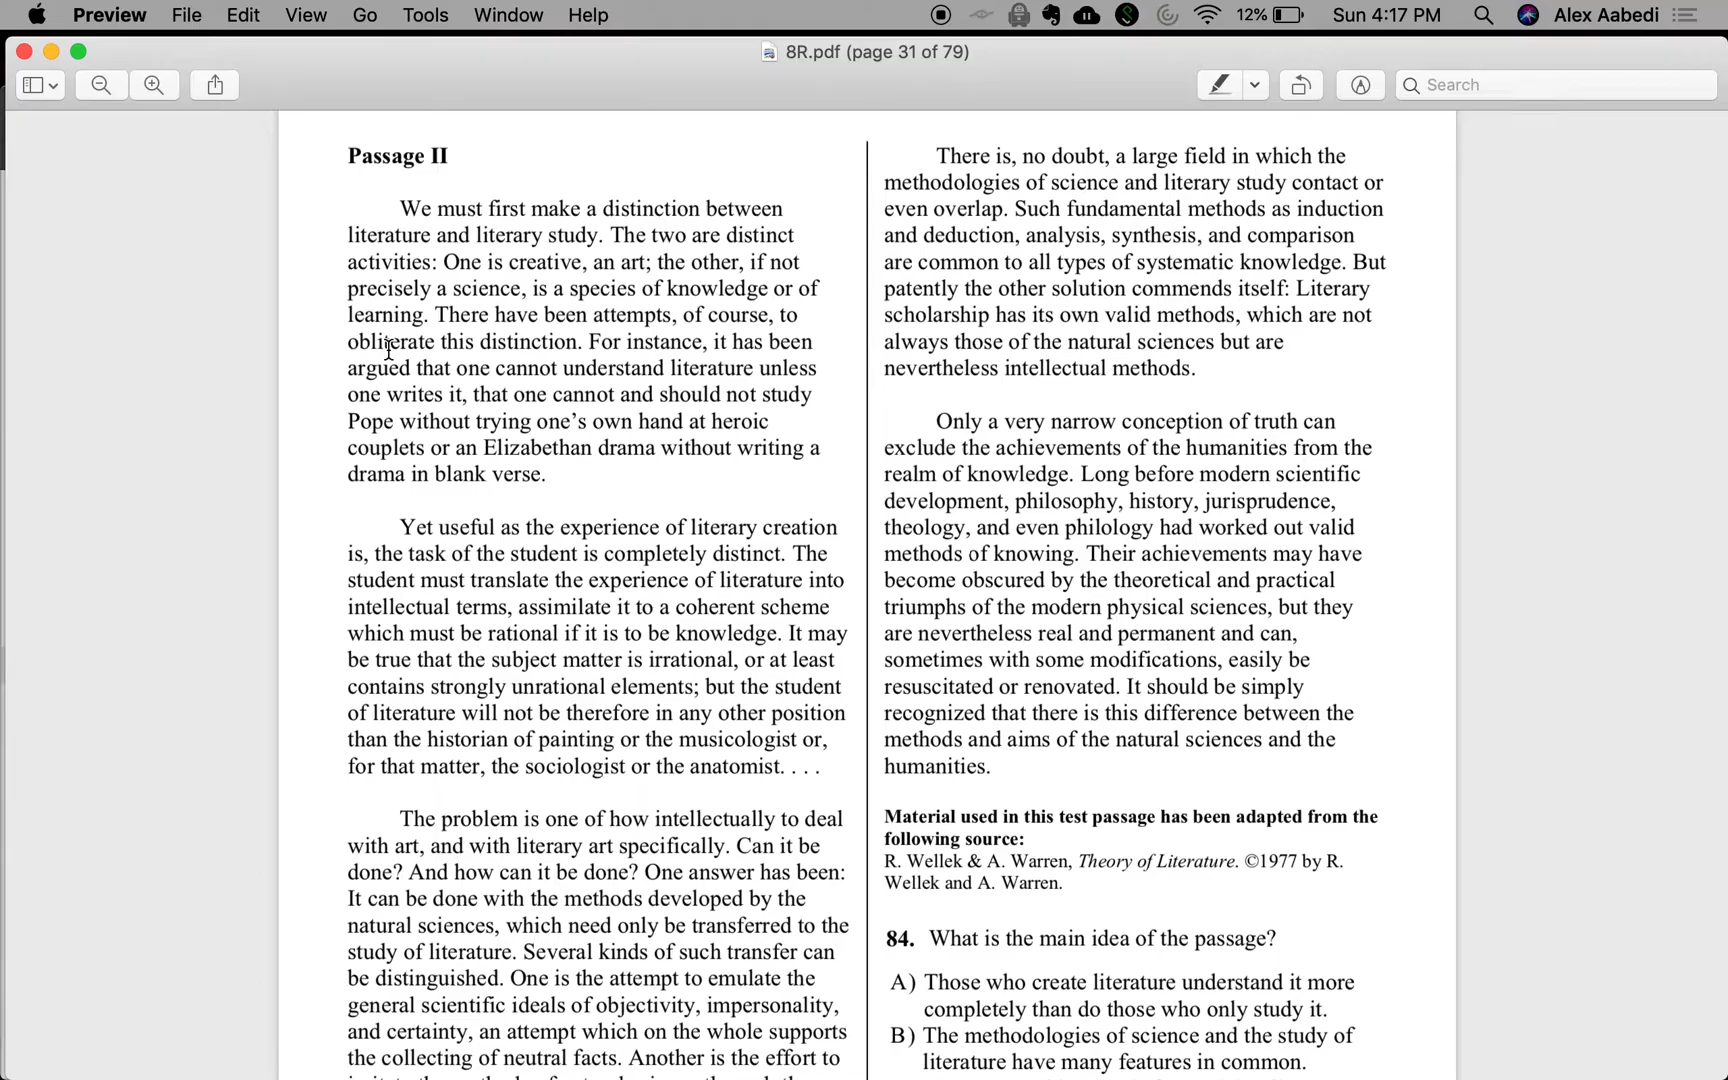 Preview File Edit View Go Tools Window Help 12% Sun 4:17 PM Alex Aabedi
8R.pdf (page 31 of 79)
Search
Passage II
We must first make a distinction between
literature and literary study. The two are distinct
activities: One is creative, an art; the other, if not
precisely a science, is a species of knowledge or of
learning. There have been attempts, of course, to
obliterate this distinction. For instance, it has been
argued that one cannot understand literature unless
one writes it, that one cannot and should not study
Pope without trying one’s own hand at heroic
couplets or an Elizabethan drama without writing a
drama in blank verse.
Yet useful as the experience of literary creation
is, the task of the student is completely distinct. The
student must translate the experience of literature into
intellectual terms, assimilate it to a coherent scheme
which must be rational if it is to be knowledge. It may
be true that the subject matter is irrational, or at least
contains strongly unrational elements; but the student
of literature will not be therefore in any other position
than the historian of painting or the musicologist or,
for that matter, the sociologist or the anatomist. . . .
The problem is one of how intellectually to deal
with art, and with literary art specifically. Can it be
done? And how can it be done? One answer has been:
It can be done with the methods developed by the
natural sciences, which need only be transferred to the
study of literature. Several kinds of such transfer can
be distinguished. One is the attempt to emulate the
general scientific ideals of objectivity, impersonality,
and certainty, an attempt which on the whole supports
the collecting of neutral facts. Another is the effort to
There is, no doubt, a large field in which the
methodologies of science and literary study contact or
even overlap. Such fundamental methods as induction
and deduction, analysis, synthesis, and comparison
are common to all types of systematic knowledge. But
patently the other solution commends itself: Literary
scholarship has its own valid methods, which are not
always those of the natural sciences but are
nevertheless intellectual methods.
Only a very narrow conception of truth can
exclude the achievements of the humanities from the
realm of knowledge. Long before modern scientific
development, philosophy, history, jurisprudence,
theology, and even philology had worked out valid
methods of knowing. Their achievements may have
become obscured by the theoretical and practical
triumphs of the modern physical sciences, but they
are nevertheless real and permanent and can,
sometimes with some modifications, easily be
resuscitated or renovated. It should be simply
recognized that there is this difference between the
methods and aims of the natural sciences and the
humanities.
Material used in this test passage has been adapted from the
following source:
R. Wellek & A. Warren, Theory of Literature. ©1977 by R.
Wellek and A. Warren.
84. What is the main idea of the passage?
A) Those who create literature understand it more
completely than do those who only study it.
B) The methodologies of science and the study of
literature have many features in common.